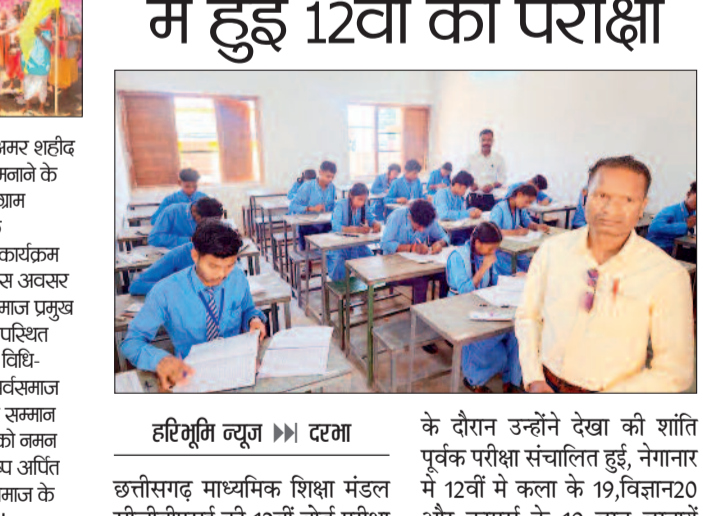 में हुई 12वीं की परीक्षा
अमर शहीद
मनाने के
ग्राम
कार्यक्रम
स अवसर
माज प्रमुख
पस्थित
विधि-
र्वसमाज
सम्मान
को नमन
अर्पित
माज के
हरिभूमि न्यूज ▶▶| दरभा
छत्तीसगढ़ माध्यमिक शिक्षा मंडल
के दौरान उन्होंने देखा की शांति
पूर्वक परीक्षा संचालित हुई, नेगानार
मे 12वीं मे कला के 19,विज्ञान20